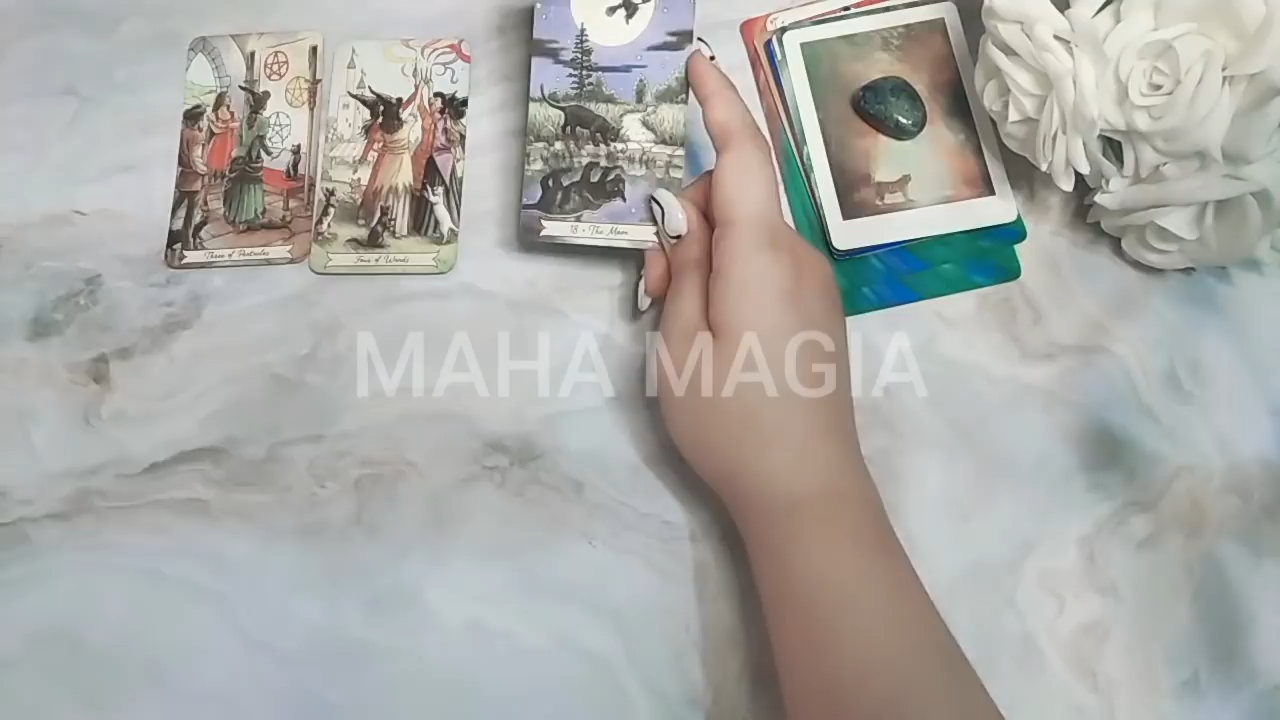 Three of Pentacles
Four of Wands
18 • The Moon
MAHA MAGIA